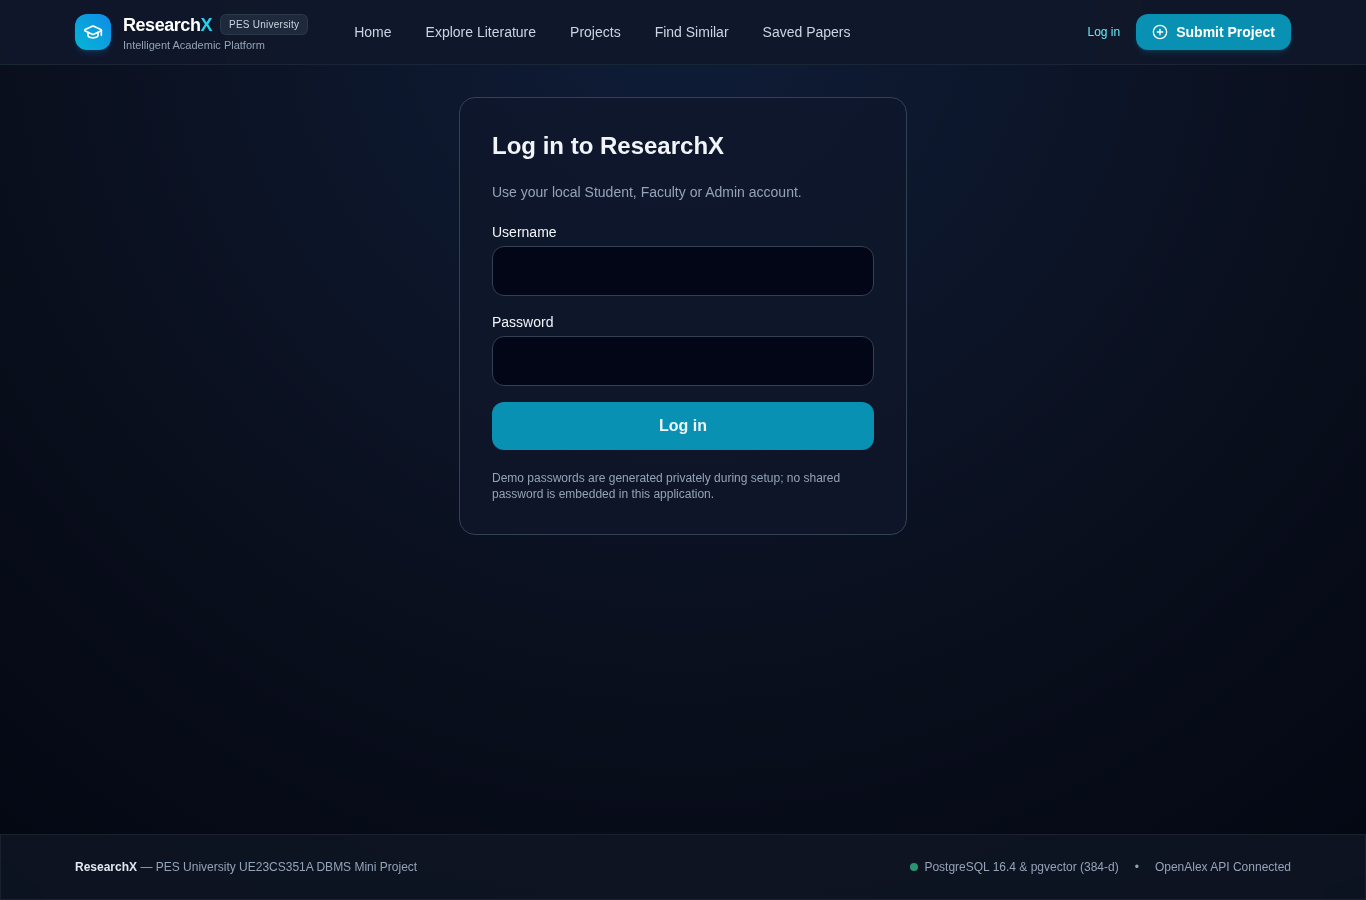 ResearchX PES University
Intelligent Academic Platform
Home Explore Literature Projects Find Similar Saved Papers
Log in Submit Project
Log in to ResearchX
Use your local Student, Faculty or Admin account.
Username
Password
Log in
Demo passwords are generated privately during setup; no shared
password is embedded in this application.
ResearchX — PES University UE23CS351A DBMS Mini Project
PostgreSQL 16.4 & pgvector (384-d) • OpenAlex API Connected